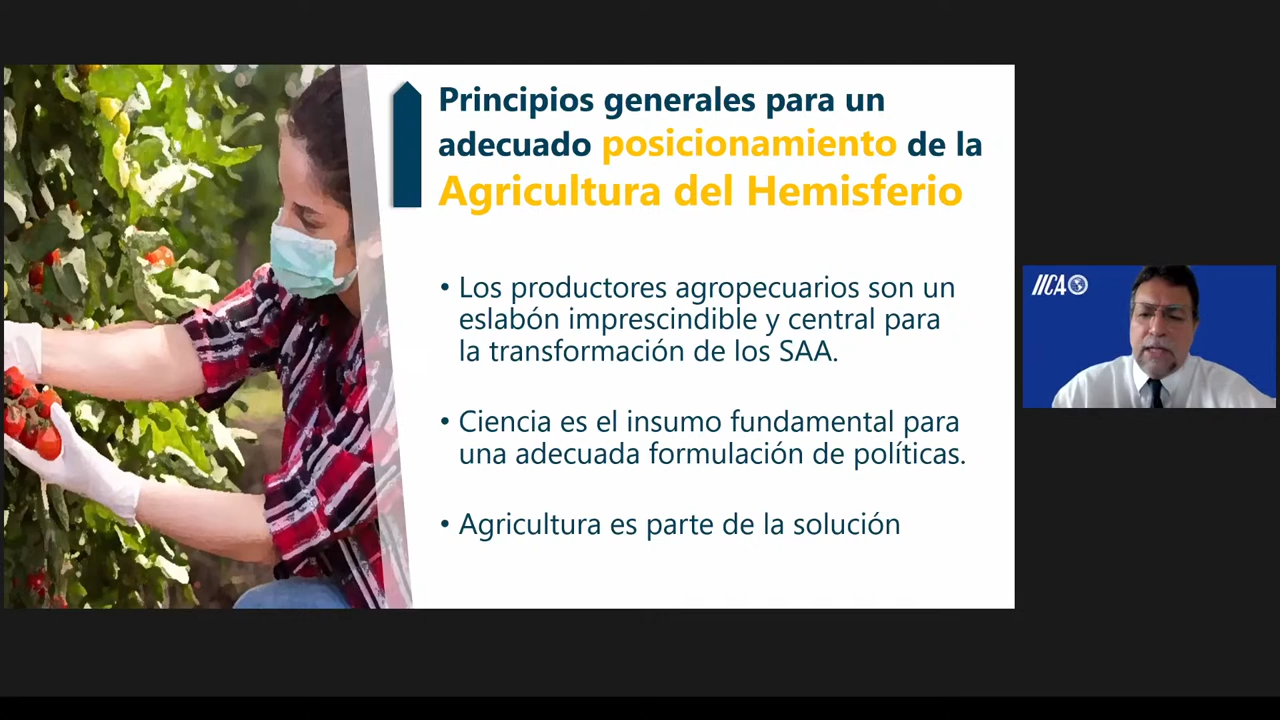 Principios generales para un
adecuado posicionamiento de la
Agricultura del Hemisferio
• Los productores agropecuarios son un
eslabón imprescindible y central para
la transformación de los SAA.
• Ciencia es el insumo fundamental para
una adecuada formulación de políticas.
• Agricultura es parte de la solución
IICA